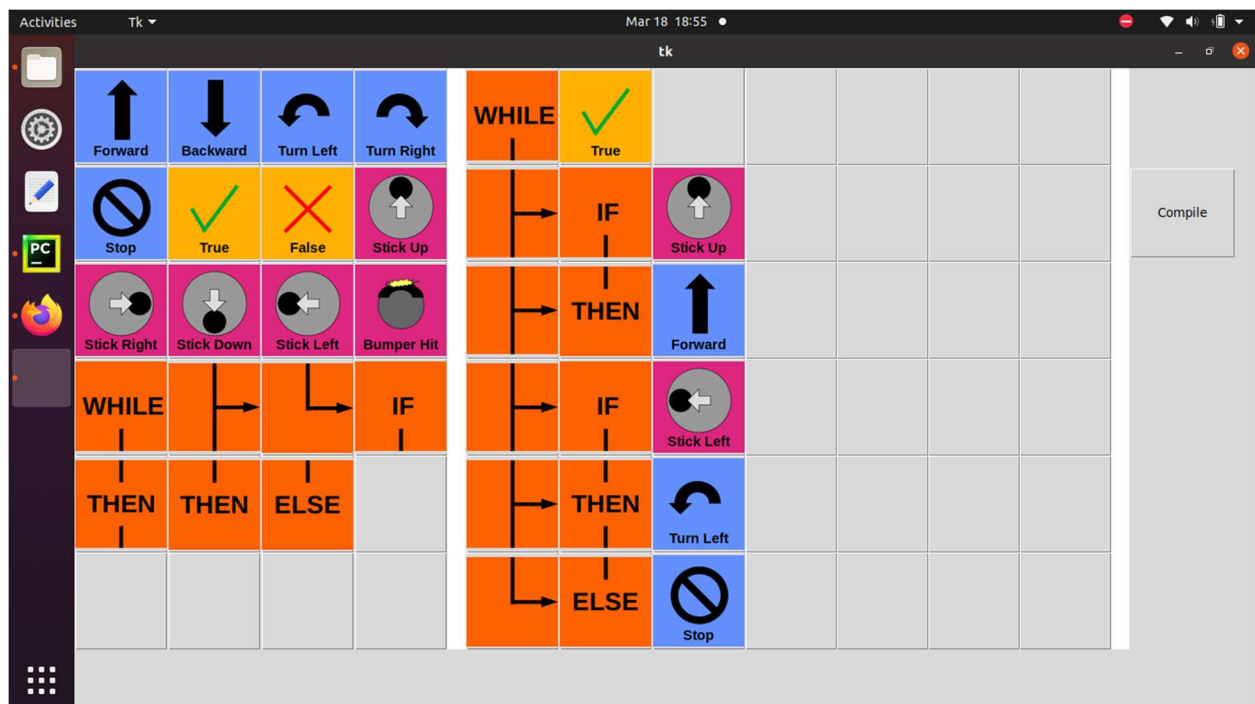 Activities Tk Mar 18 18:55
tk
Forward Backward Turn Left Turn Right WHILE True
Stop True False Stick Up IF Stick Up Compile
Stick Right Stick Down Stick Left Bumper Hit THEN Forward
WHILE IF IF Stick Left
THEN THEN ELSE THEN Turn Left
ELSE Stop
PC